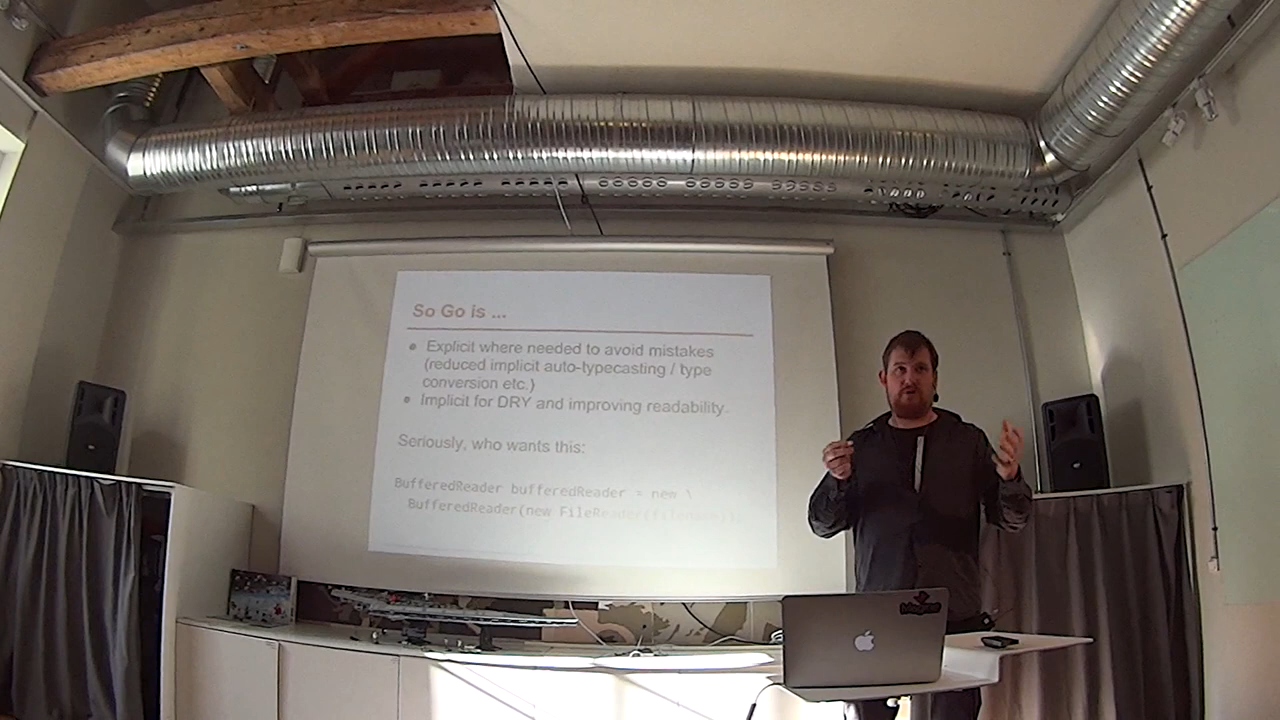 So Go is ...
● Explicit where needed to avoid mistakes
(reduced implicit auto-typecasting / type
conversion etc.)
● Implicit for DRY and improving readability.
Seriously, who wants this:
BufferedReader bufferedReader = new \
BufferedReader(new FileReader(filename));